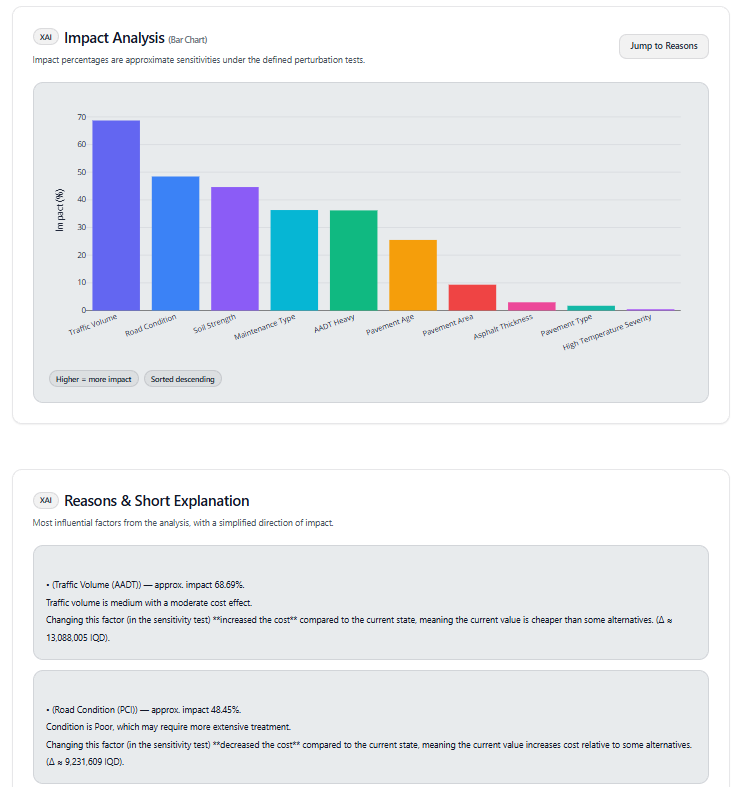 XAI Impact Analysis (Bar Chart)
Jump to Reasons
Impact percentages are approximate sensitivities under the defined perturbation tests.
70
60
50
40
30
20
10
0
Impact (%)
Traffic Volume
Road Condition
Soil Strength
Maintenance Type
AADT Heavy
Pavement Age
Pavement Area
Asphalt Thickness
Pavement Type
High Temperature Severity
Higher = more impact
Sorted descending
XAI Reasons & Short Explanation
Most influential factors from the analysis, with a simplified direction of impact.
• (Traffic Volume (AADT)) — approx. impact 68.69%.
Traffic volume is medium with a moderate cost effect.
Changing this factor (in the sensitivity test) **increased the cost** compared to the current state, meaning the current value is cheaper than some alternatives. (Δ ≈
13,088,005 IQD).
• (Road Condition (PCI)) — approx. impact 48.45%.
Condition is Poor, which may require more extensive treatment.
Changing this factor (in the sensitivity test) **decreased the cost** compared to the current state, meaning the current value increases cost relative to some alternatives.
(Δ ≈ 9,231,609 IQD).